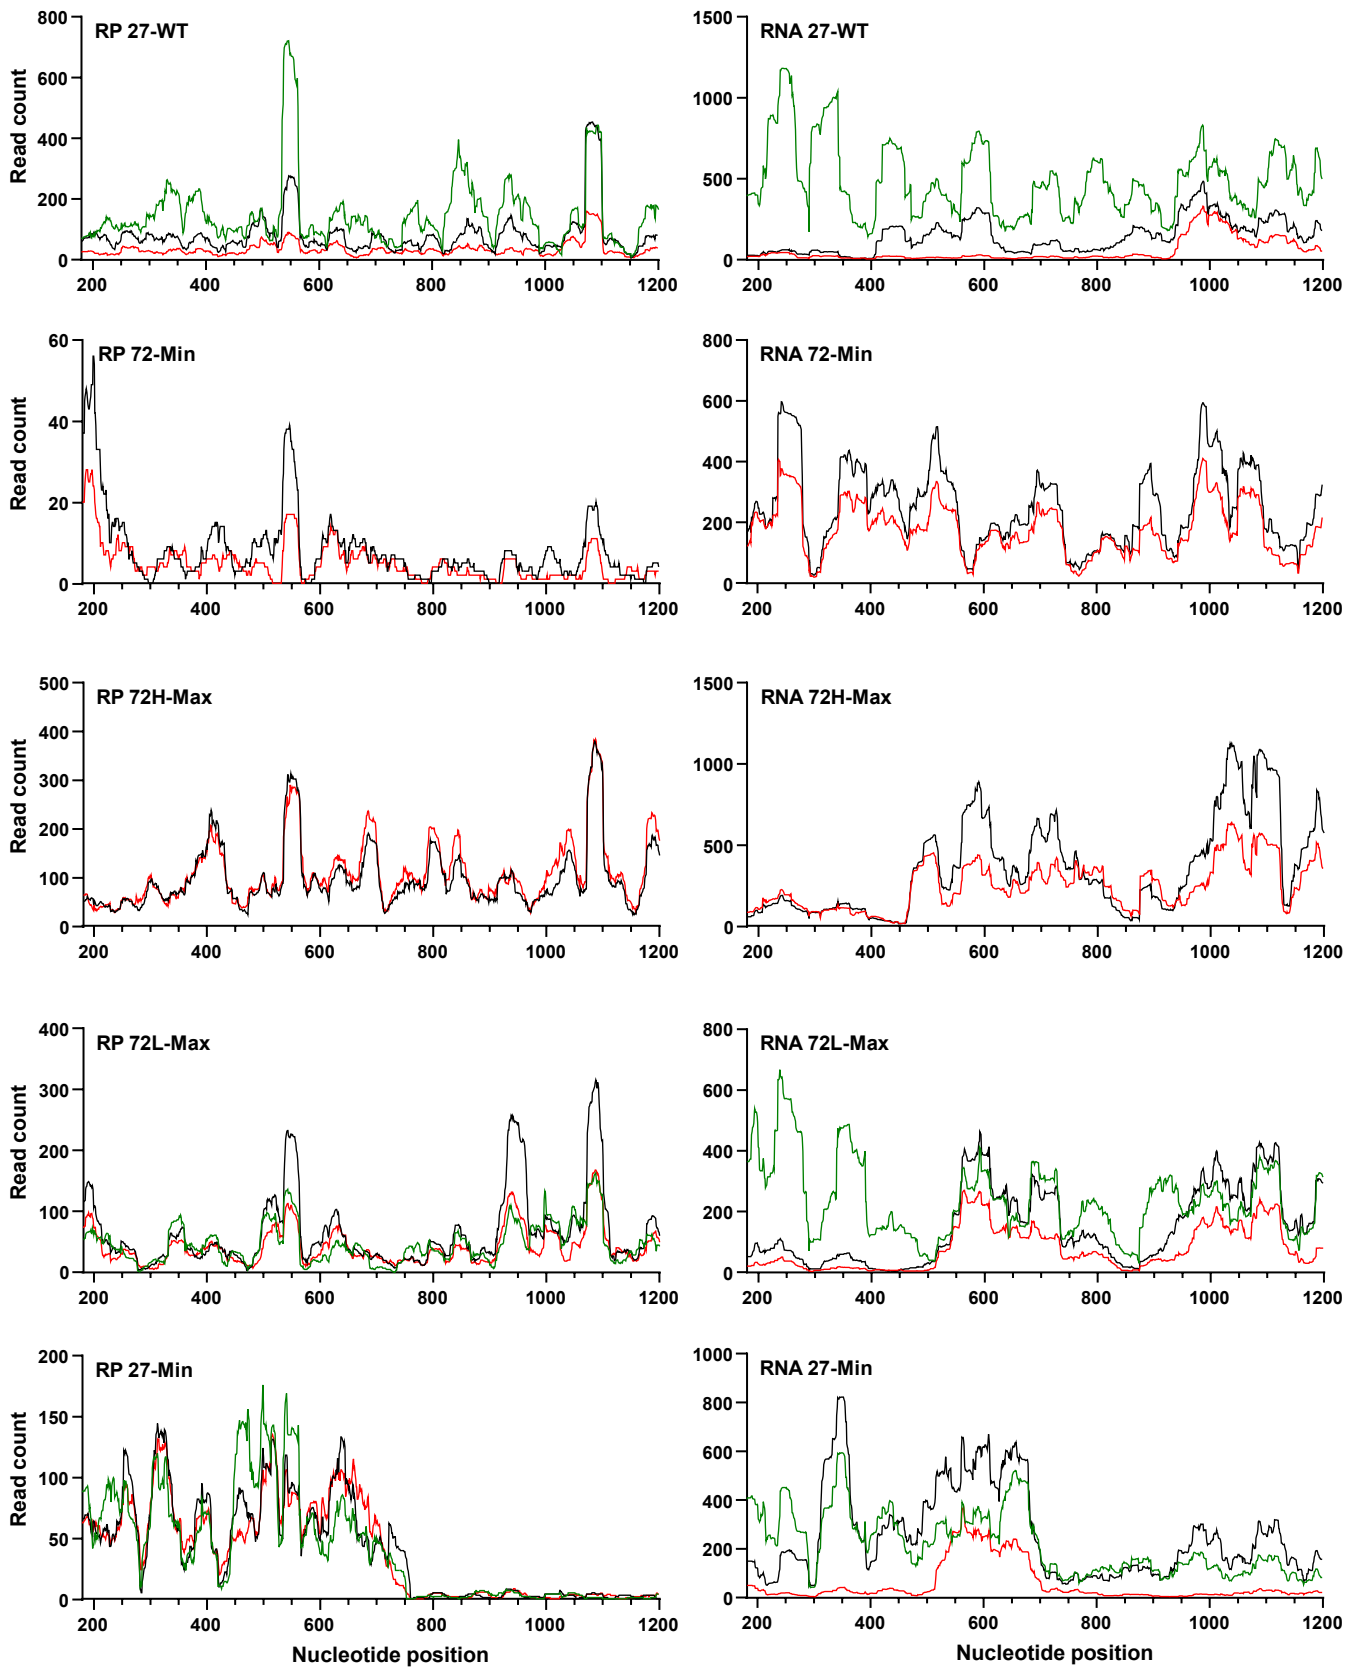 RP 27-WT
RNA 27-WT
Read count
800
600
400
200
0
200 400 600 800 1000 1200
1500
1000
500
0
200 400 600 800 1000 1200
RP 72-Min
RNA 72-Min
Read count
60
40
20
0
200 400 600 800 1000 1200
800
600
400
200
0
200 400 600 800 1000 1200
RP 72H-Max
RNA 72H-Max
Read count
500
400
300
200
100
0
200 400 600 800 1000 1200
1500
1000
500
0
200 400 600 800 1000 1200
RP 72L-Max
RNA 72L-Max
Read count
400
300
200
100
0
200 400 600 800 1000 1200
800
600
400
200
0
200 400 600 800 1000 1200
RP 27-Min
RNA 27-Min
Read count
200
150
100
50
0
200 400 600 800 1000 1200
1000
800
600
400
200
0
200 400 600 800 1000 1200
Nucleotide position
Nucleotide position